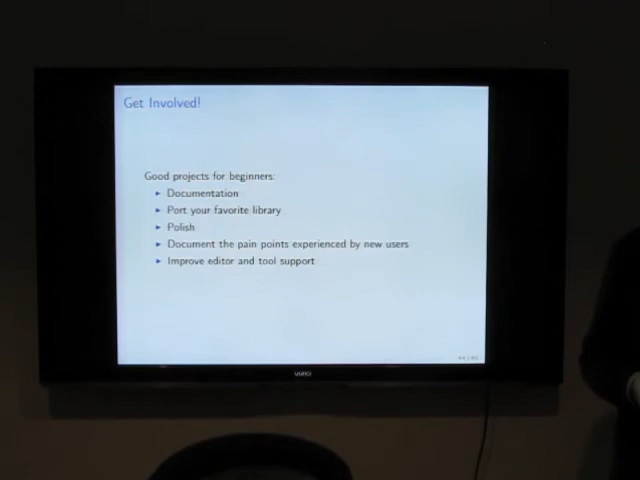 Get Involved!
Good projects for beginners:
Documentation
Port your favorite library
Polish
Document the pain points experienced by new users
Improve editor and tool support
VIZIO